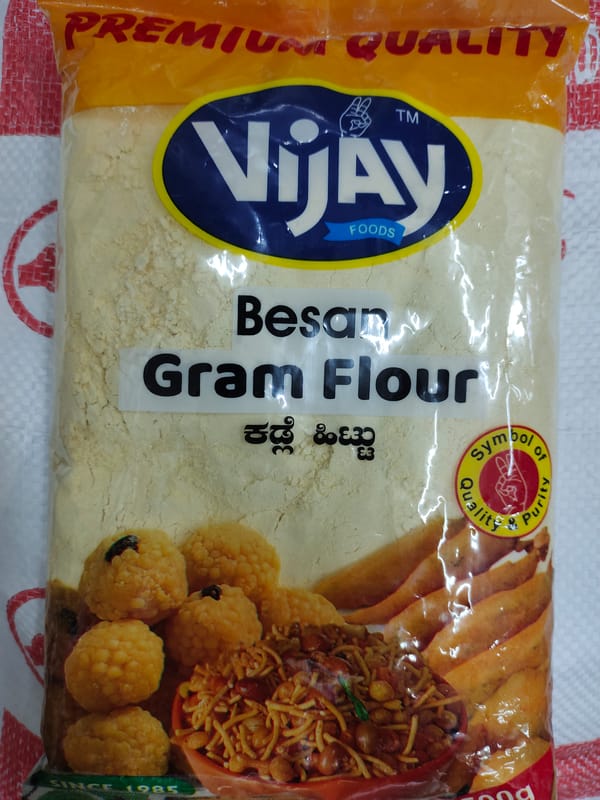 PREMIUM QUALITY
Vijay TM
FOODS
Besan
Gram Flour
ಕಡ್ಲೆ ಹಿಟ್ಟು
Symbol of
Quality & Purity
SINCE 1985